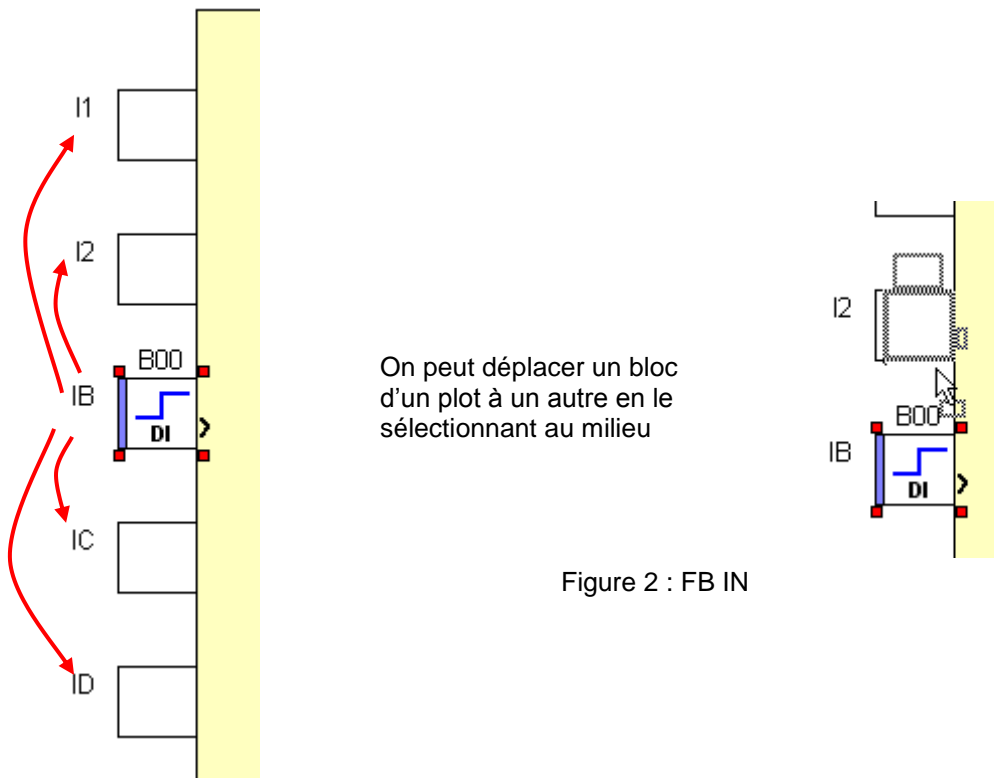 I1
I2
B00
IB
DI
IC
ID
On peut déplacer un bloc
d'un plot à un autre en le
sélectionnant au milieu
I2
B00
IB
DI
Figure 2 : FB IN